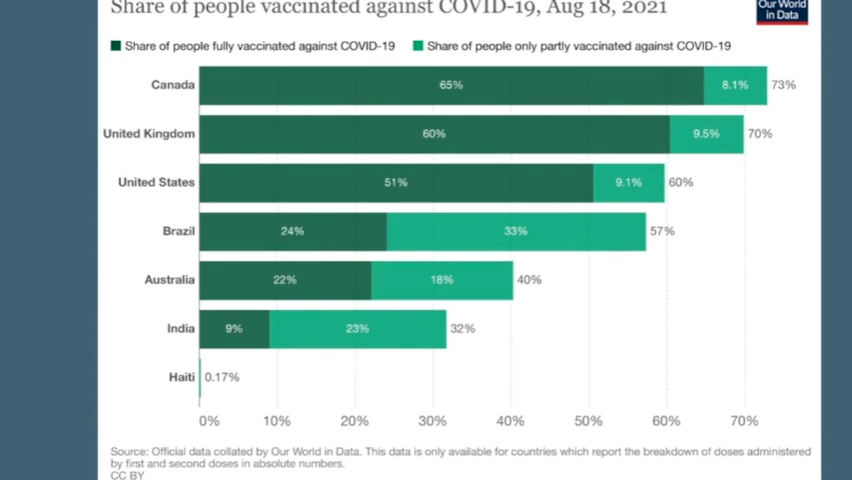 Share of people vaccinated against COVID-19, Aug 18, 2021
Our World
in Data
Share of people fully vaccinated against COVID-19
Share of people only partly vaccinated against COVID-19
Canada 65% 8.1% 73%
United Kingdom 60% 9.5% 70%
United States 51% 9.1% 60%
Brazil 24% 33% 57%
Australia 22% 18% 40%
India 9% 23% 32%
Haiti 0.17%
0% 10% 20% 30% 40% 50% 60% 70%
Source: Official data collated by Our World in Data. This data is only available for countries which report the breakdown of doses administered
by first and second doses in absolute numbers.
CC BY